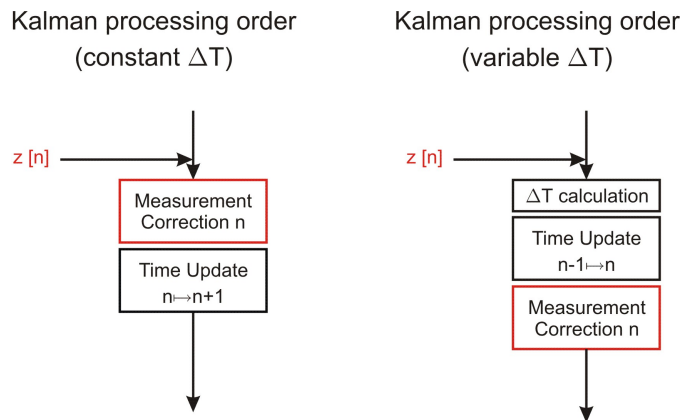 Kalman processing order
(constant ΔT)
z [n]
Measurement
Correction n
Time Update
n↦n+1
Kalman processing order
(variable ΔT)
z [n]
ΔT calculation
Time Update
n-1↦n
Measurement
Correction n